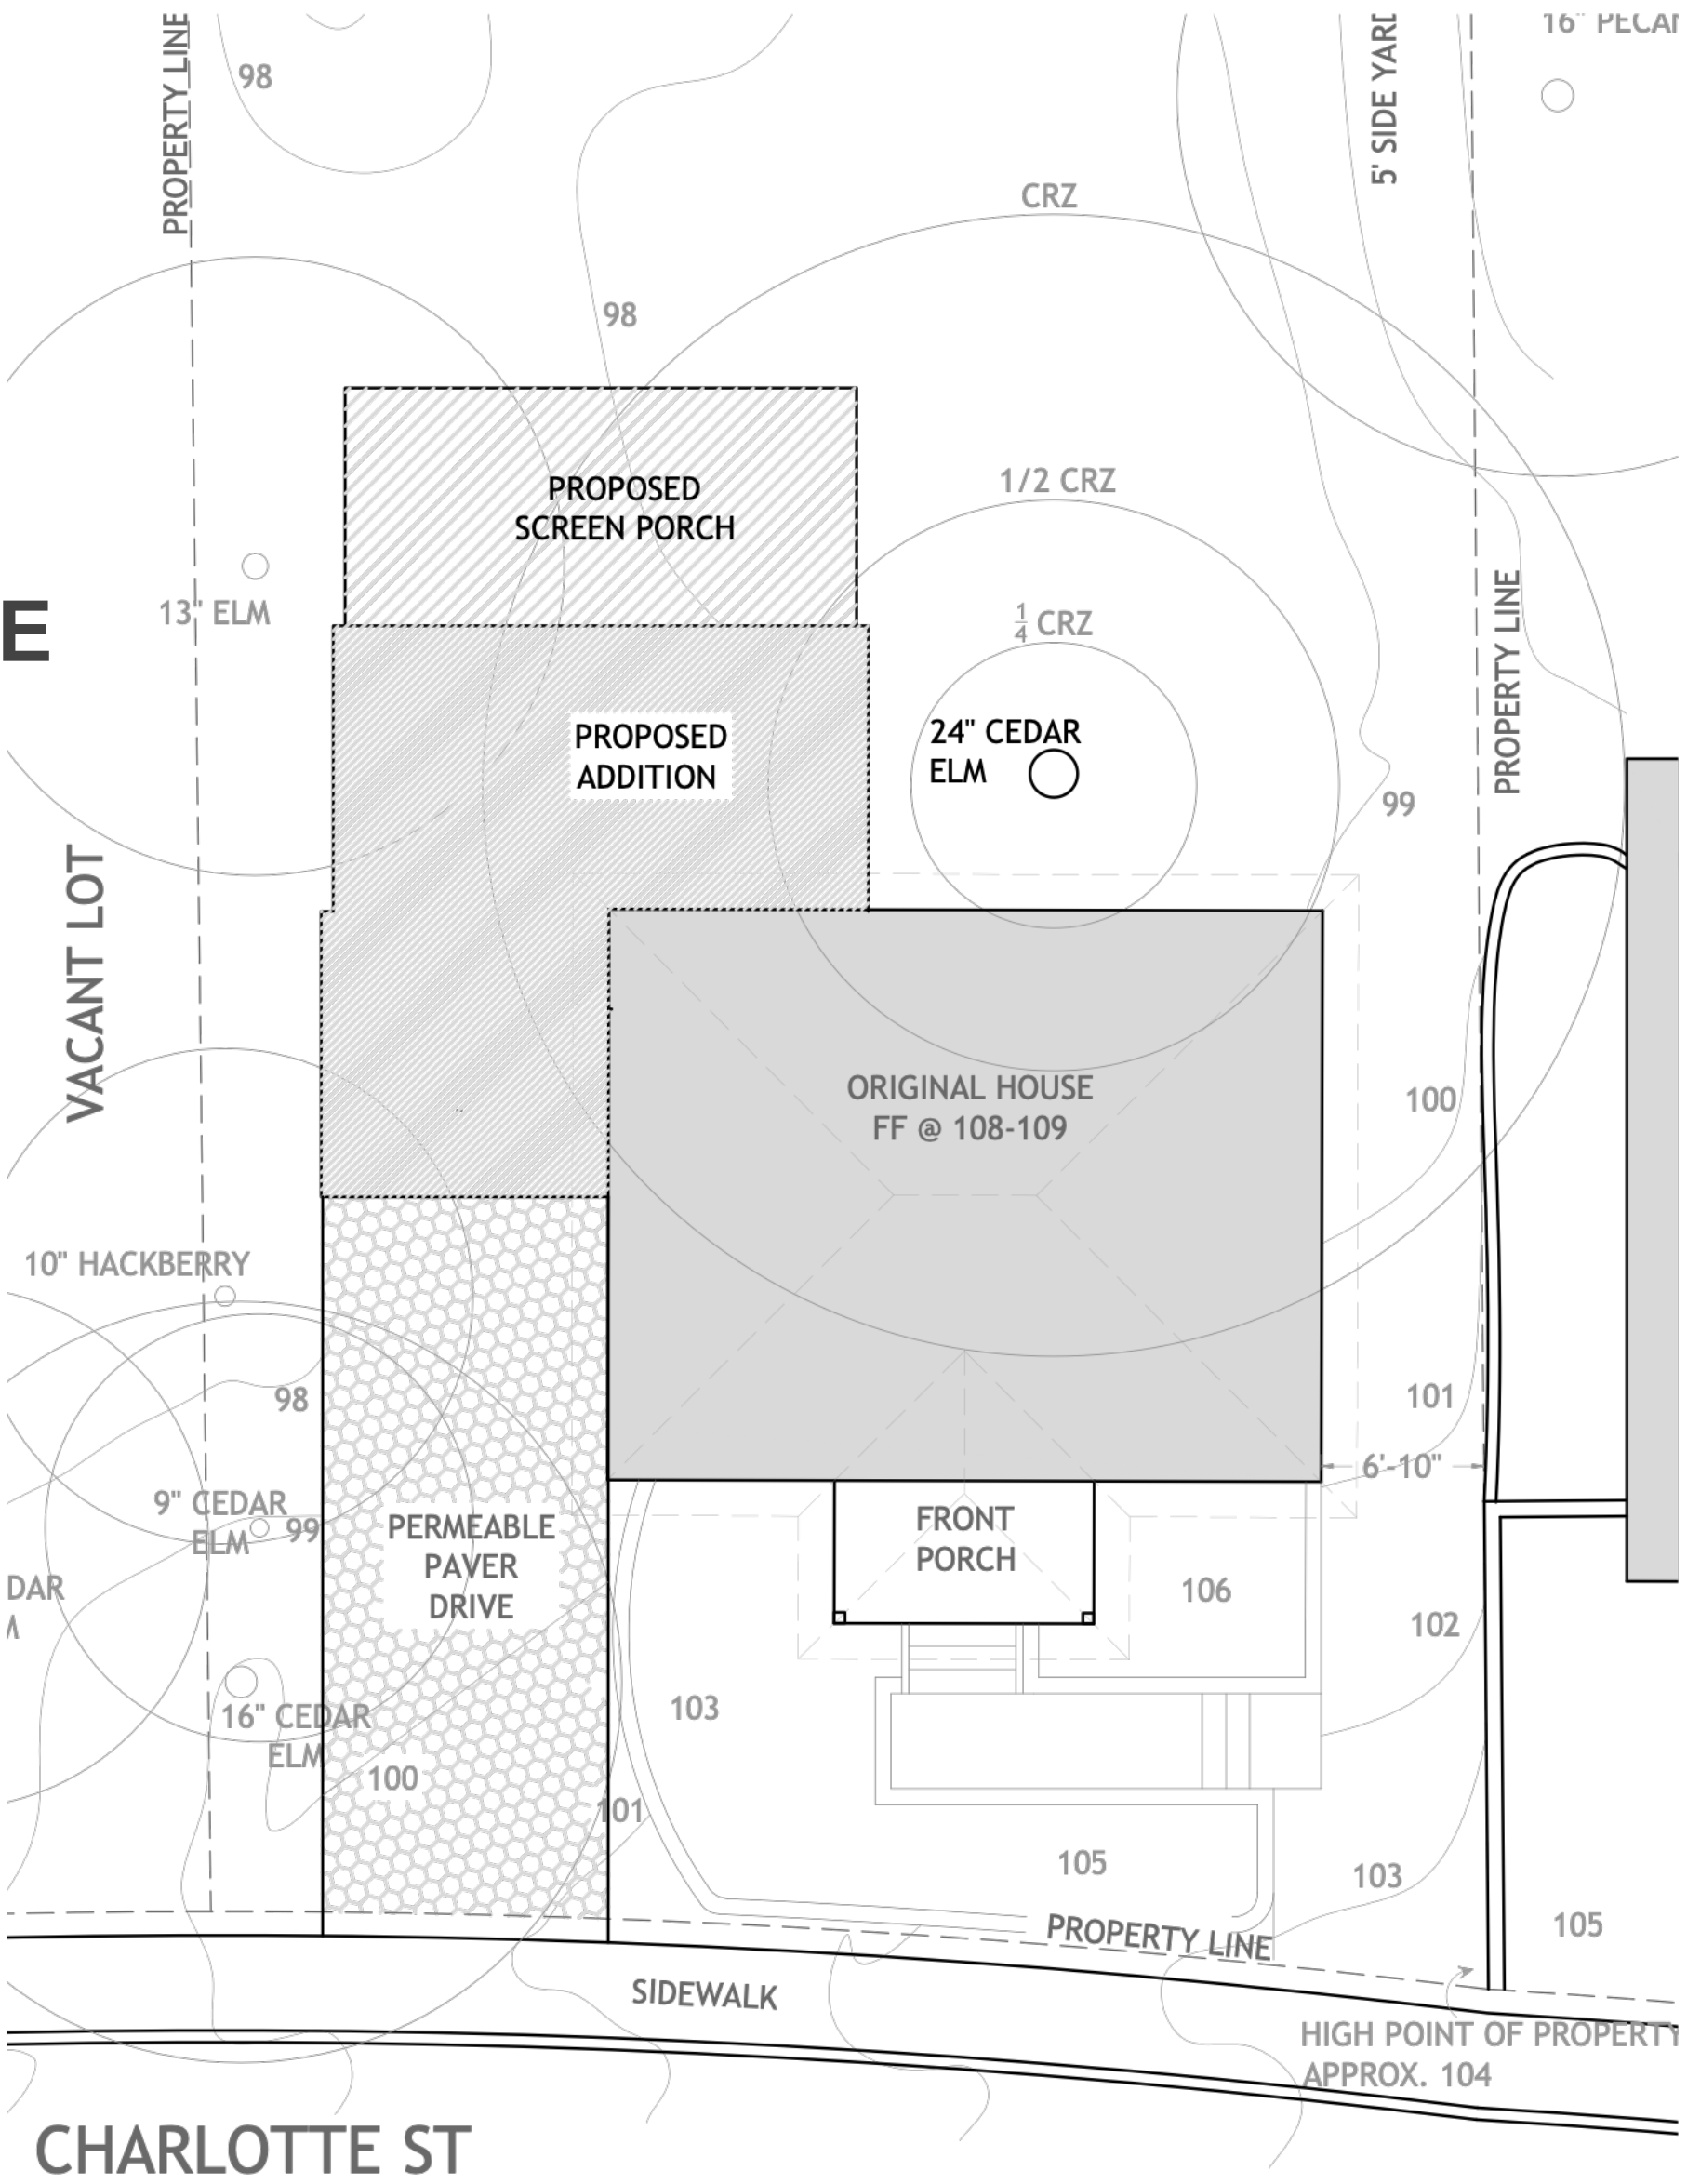 PROPERTY LINE
98
5' SIDE YARD
16" PECAN
CRZ
98
1/2 CRZ
PROPOSED
SCREEN PORCH
E
13" ELM
1/4 CRZ
PROPERTY LINE
PROPOSED
ADDITION
24" CEDAR
ELM
99
VACANT LOT
ORIGINAL HOUSE
FF @ 108-109
100
10" HACKBERRY
98
101
6'-10"
9" CEDAR
ELM
99
PERMEABLE
PAVER
DRIVE
FRONT
PORCH
106
DAR
M
102
103
16" CEDAR
ELM
100
101
105
103
105
PROPERTY LINE
SIDEWALK
HIGH POINT OF PROPERTY
APPROX. 104
CHARLOTTE ST